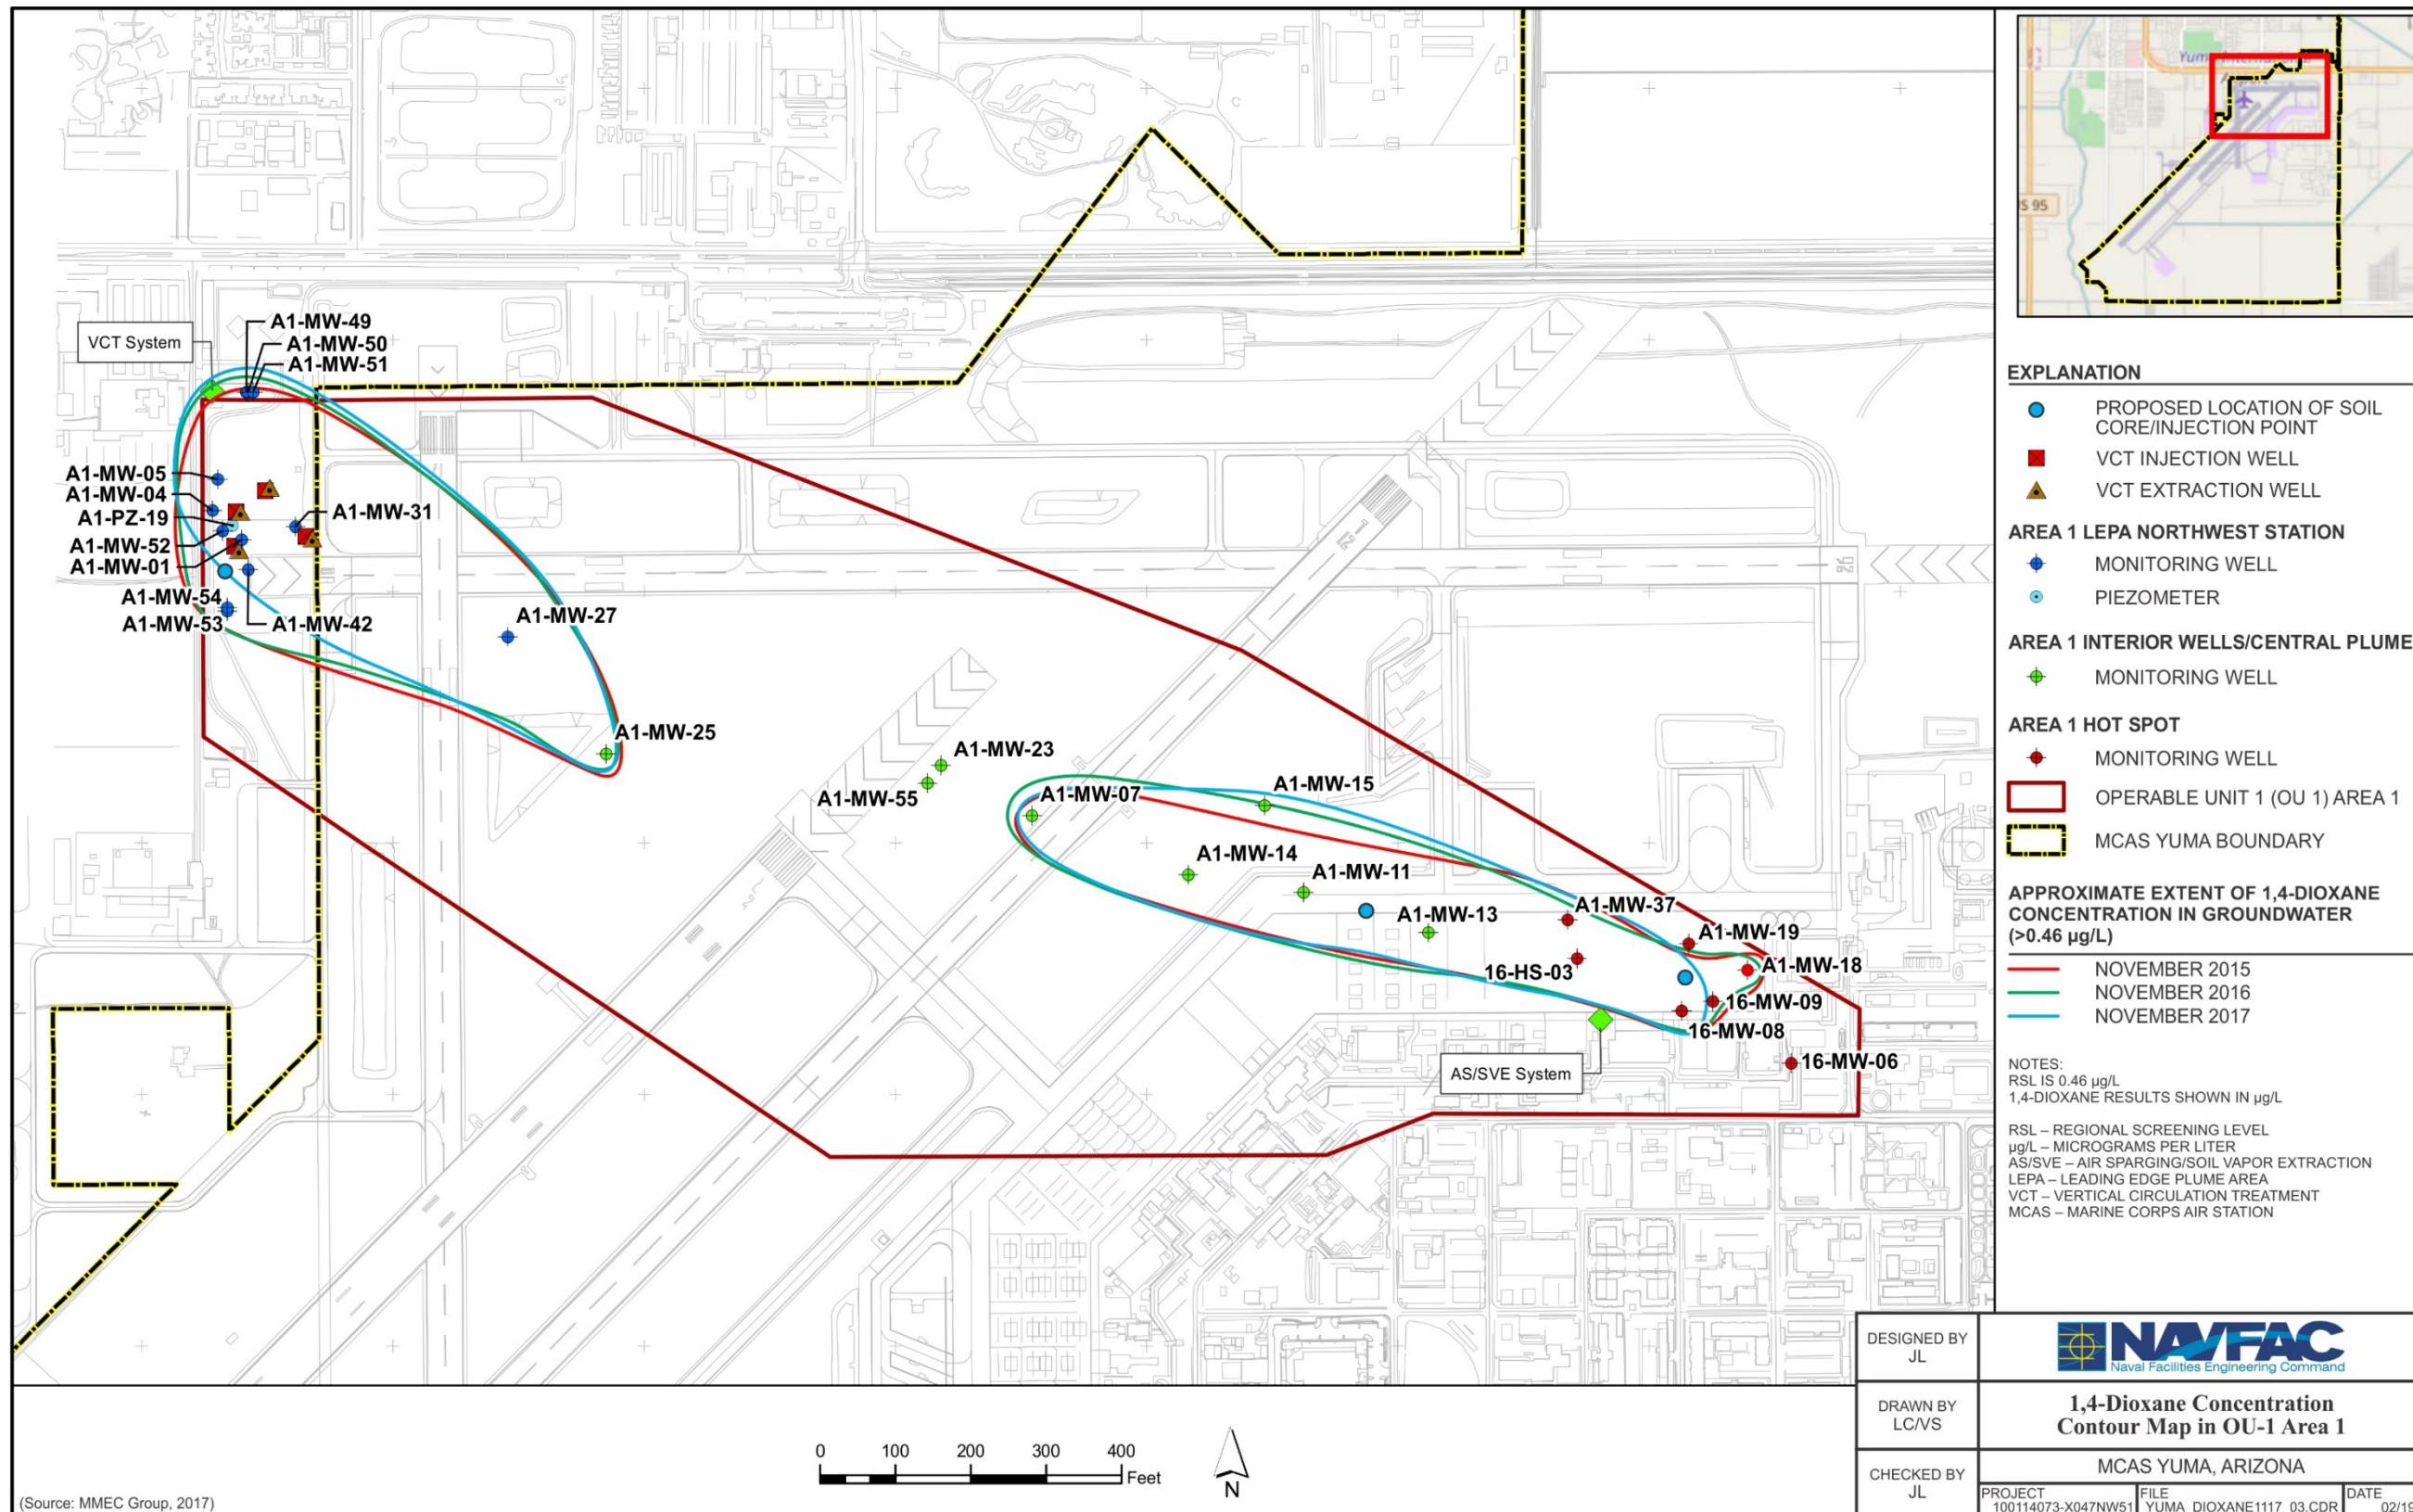 VCT System
A1-MW-49
A1-MW-50
A1-MW-51
A1-MW-05
A1-MW-04
A1-PZ-19
A1-MW-52
A1-MW-01
A1-MW-54
A1-MW-53
A1-MW-42
A1-MW-31
A1-MW-27
A1-MW-25
A1-MW-23
A1-MW-55
A1-MW-07
A1-MW-15
A1-MW-14
A1-MW-11
A1-MW-13
A1-MW-37
A1-MW-19
A1-MW-18
16-HS-03
16-MW-09
16-MW-08
16-MW-06
AS/SVE System
S 95
EXPLANATION
PROPOSED LOCATION OF SOIL
CORE/INJECTION POINT
VCT INJECTION WELL
VCT EXTRACTION WELL
AREA 1 LEPA NORTHWEST STATION
MONITORING WELL
PIEZOMETER
AREA 1 INTERIOR WELLS/CENTRAL PLUME
MONITORING WELL
AREA 1 HOT SPOT
MONITORING WELL
OPERABLE UNIT 1 (OU 1) AREA 1
MCAS YUMA BOUNDARY
APPROXIMATE EXTENT OF 1,4-DIOXANE
CONCENTRATION IN GROUNDWATER
(>0.46 µg/L)
NOVEMBER 2015
NOVEMBER 2016
NOVEMBER 2017
NOTES:
RSL IS 0.46 µg/L
1,4-DIOXANE RESULTS SHOWN IN µg/L
RSL – REGIONAL SCREENING LEVEL
µg/L – MICROGRAMS PER LITER
AS/SVE – AIR SPARGING/SOIL VAPOR EXTRACTION
LEPA – LEADING EDGE PLUME AREA
VCT – VERTICAL CIRCULATION TREATMENT
MCAS – MARINE CORPS AIR STATION
0 100 200 300 400
Feet
N
(Source: MMEC Group, 2017)
DESIGNED BY
JL
NAVFAC
Naval Facilities Engineering Command
DRAWN BY
LC/VS
1,4-Dioxane Concentration
Contour Map in OU-1 Area 1
CHECKED BY
JL
MCAS YUMA, ARIZONA
PROJECT
100114073-X047NW51
FILE
YUMA_DIOXANE1117_03.CDR
DATE
02/19